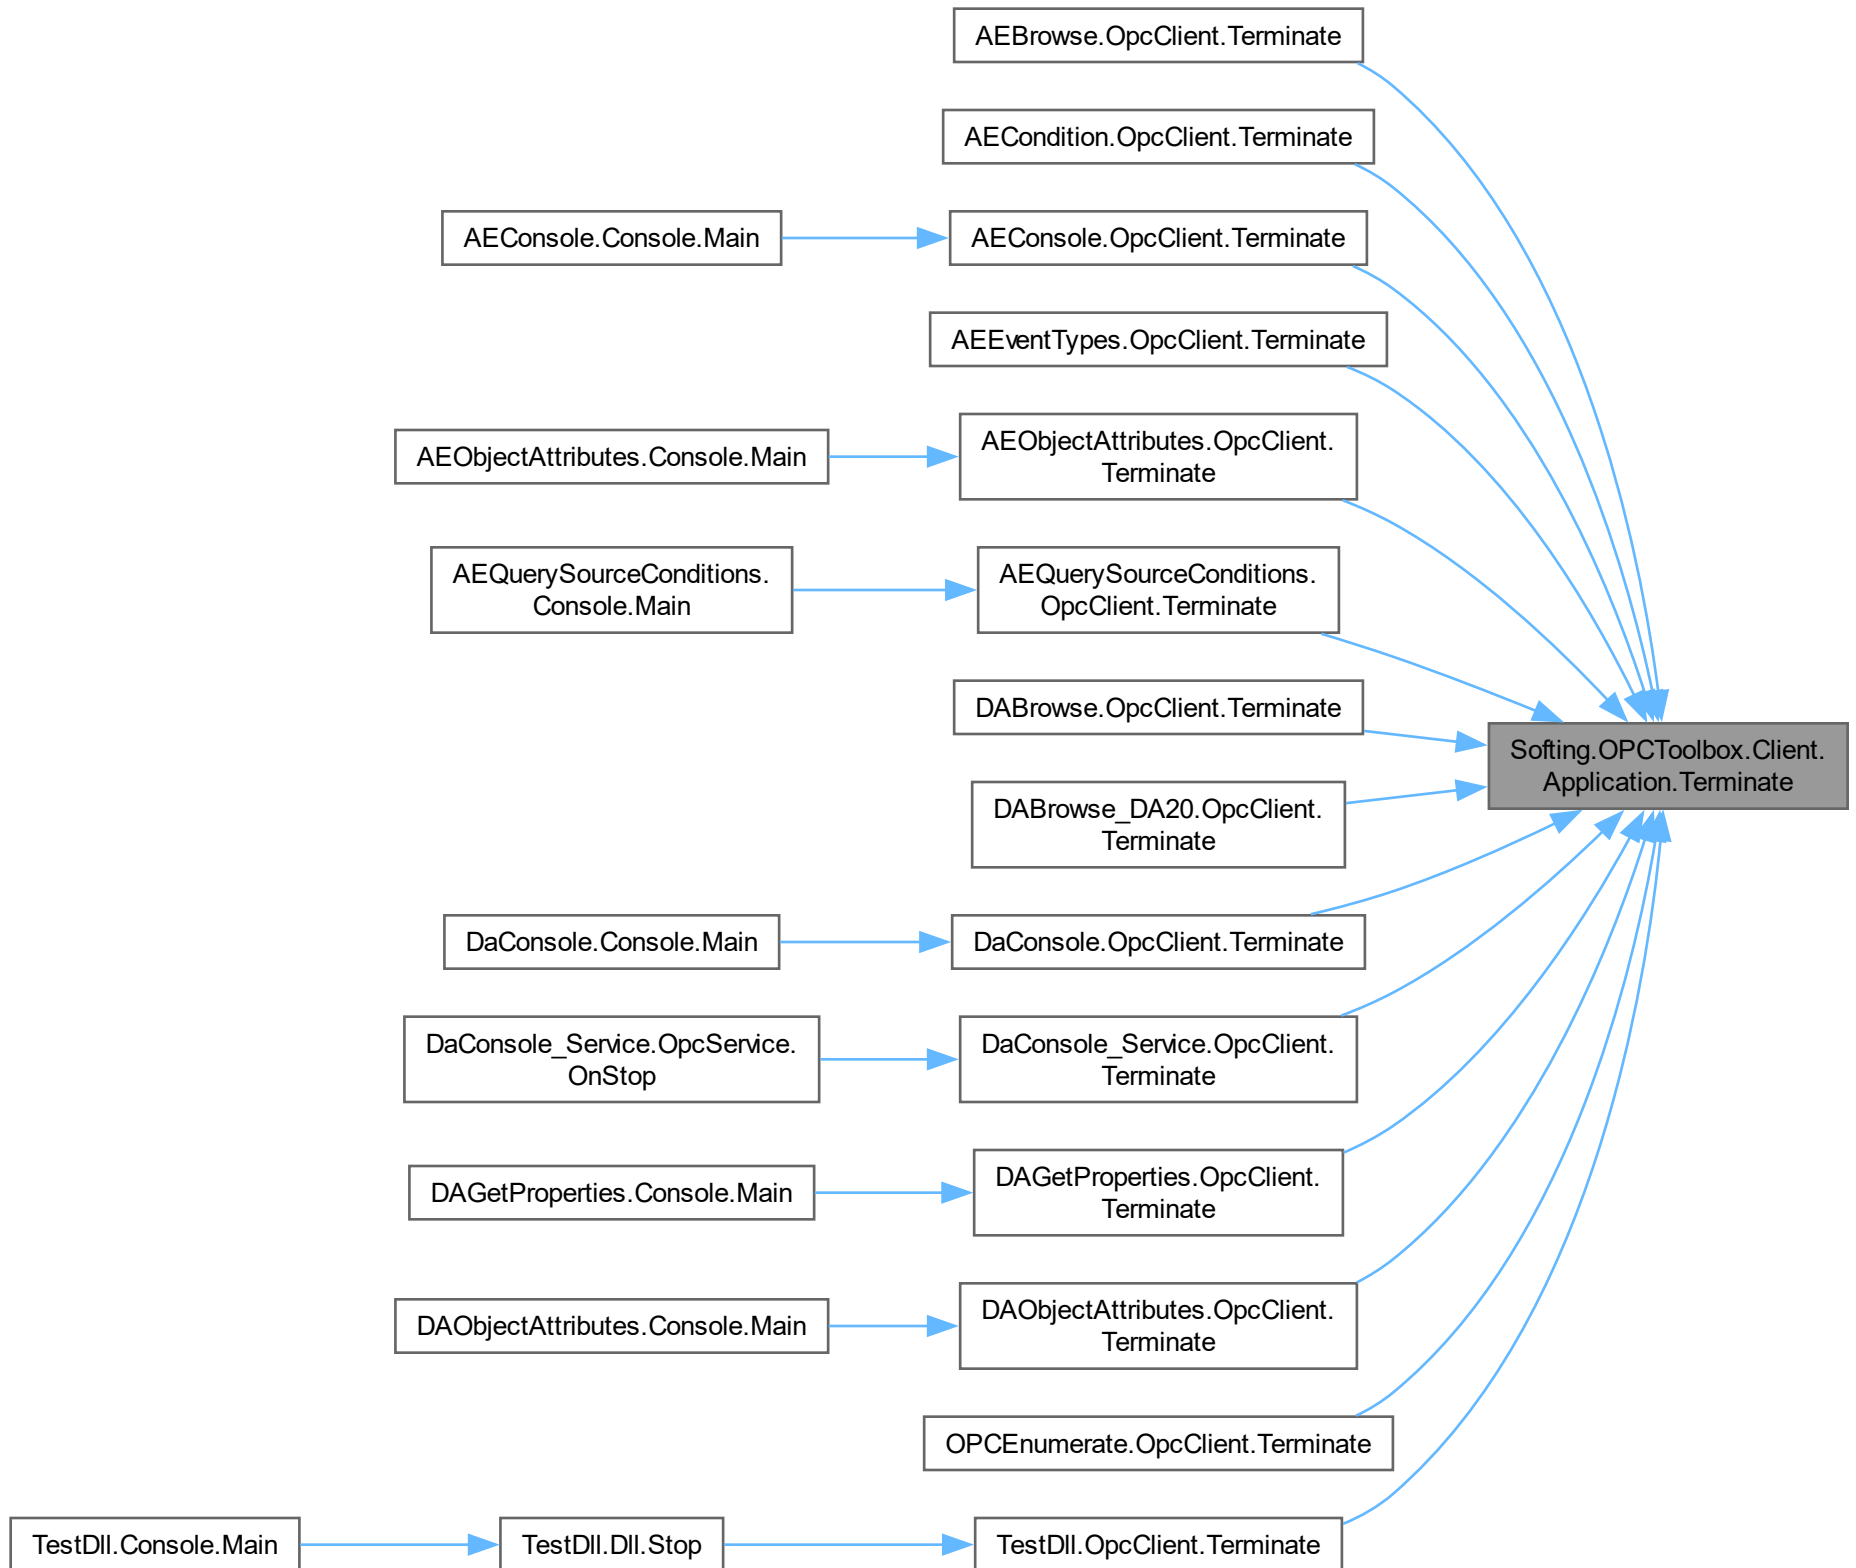 AEBrowse.OpcClient.Terminate
AECondition.OpcClient.Terminate
AEConsole.Console.Main
AEConsole.OpcClient.Terminate
AEEventTypes.OpcClient.Terminate
AEObjectAttributes.Console.Main
AEObjectAttributes.OpcClient.
Terminate
AEQuerySourceConditions.
Console.Main
AEQuerySourceConditions.
OpcClient.Terminate
DABrowse.OpcClient.Terminate
Softing.OPCToolbox.Client.
Application.Terminate
DABrowse_DA20.OpcClient.
Terminate
DaConsole.Console.Main
DaConsole.OpcClient.Terminate
DaConsole_Service.OpcService.
OnStop
DaConsole_Service.OpcClient.
Terminate
DAGetProperties.Console.Main
DAGetProperties.OpcClient.
Terminate
DAObjectAttributes.Console.Main
DAObjectAttributes.OpcClient.
Terminate
OPCEnumerate.OpcClient.Terminate
TestDll.Console.Main
TestDll.Dll.Stop
TestDll.OpcClient.Terminate